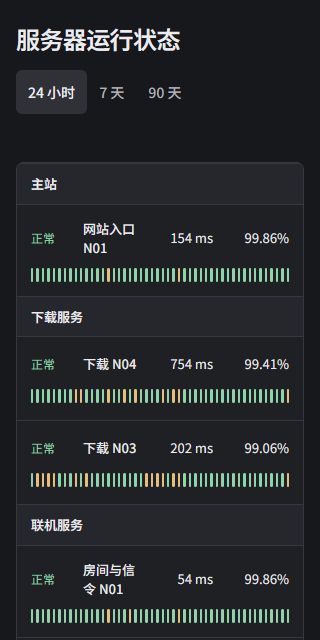 服务器运行状态
24 小时 7 天 90 天
主站
正常 网站入口 N01 154 ms 99.86%
下载服务
正常 下载 N04 754 ms 99.41%
正常 下载 N03 202 ms 99.06%
联机服务
正常 房间与信令 N01 54 ms 99.86%